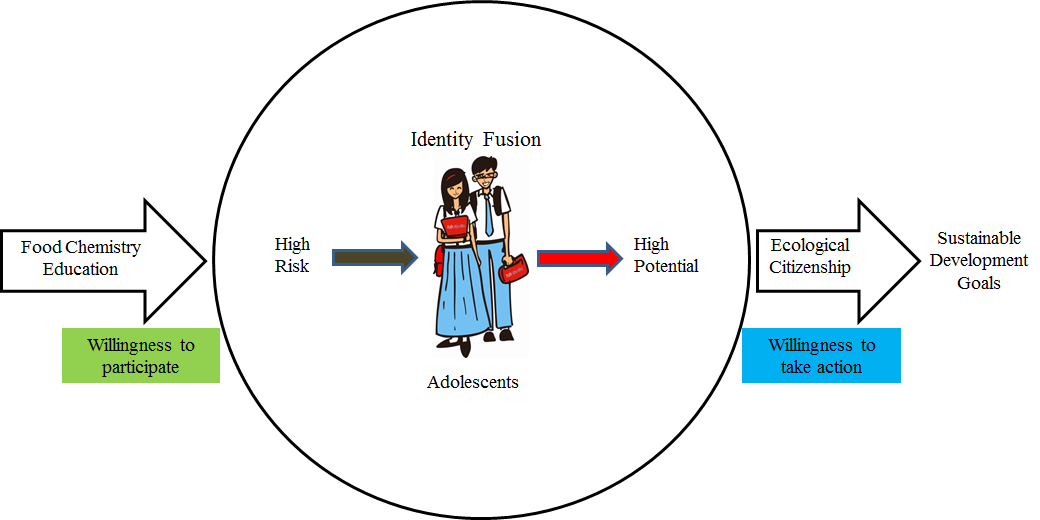 Identity Fusion
Food Chemistry
Education
High
Risk
High
Potential
Ecological
Citizenship
Sustainable
Development
Goals
Willingness to
participate
Willingness to
take action
Adolescents